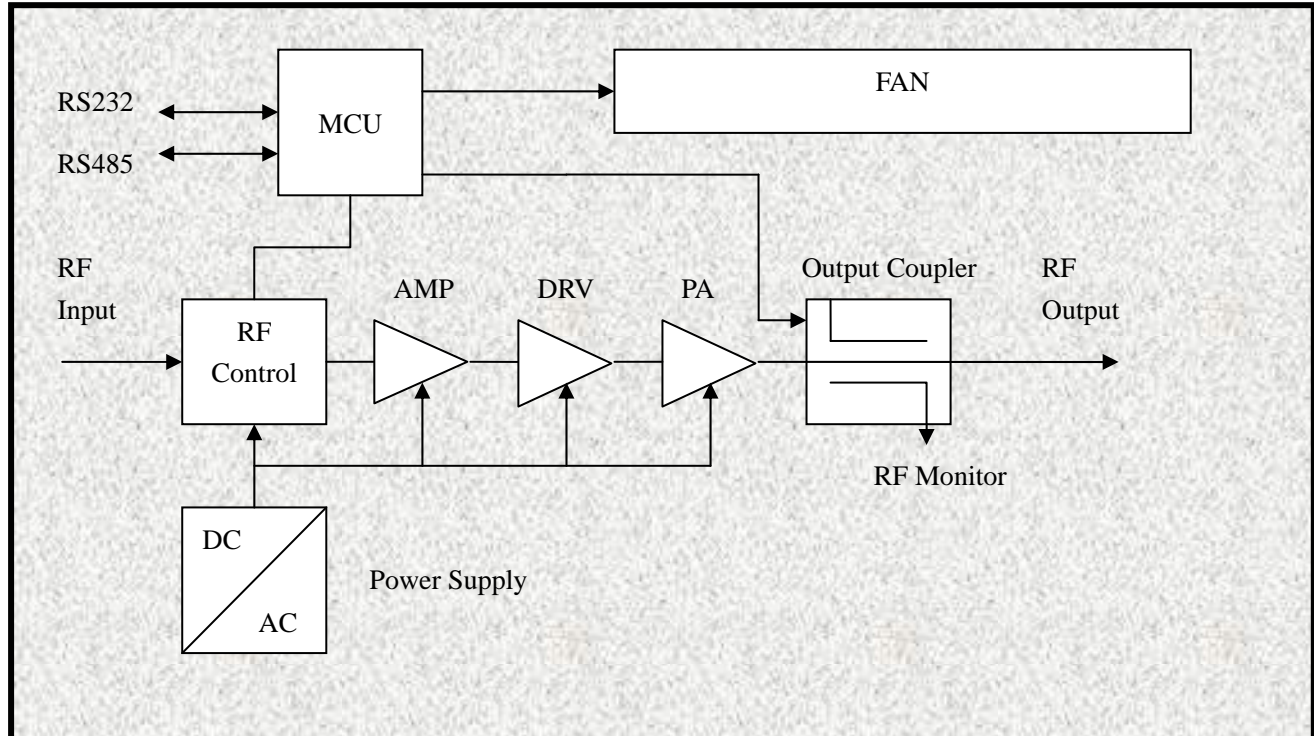 FAN
RS232
MCU
RS485
RF
Input
AMP
DRV
PA
Output Coupler
RF
Output
RF
Control
RF Monitor
DC
AC
Power Supply